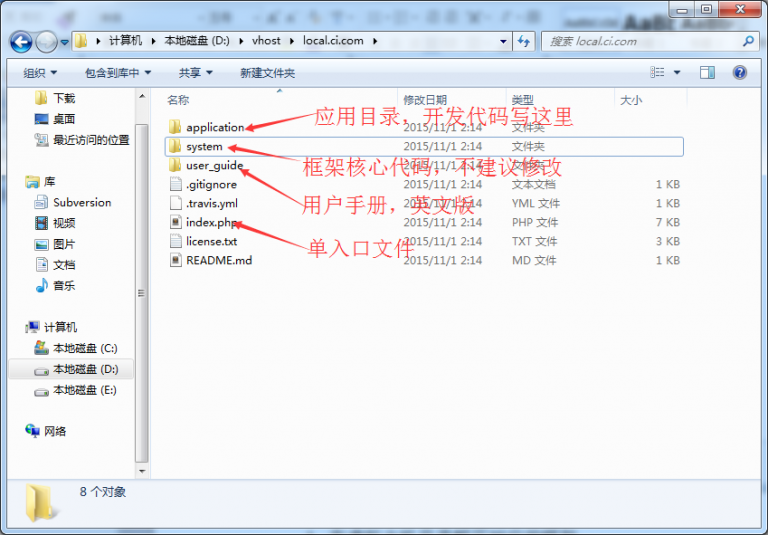 计算机 本地磁盘 (D:) vhost local.ci.com
搜索 local.ci.com
组织 包含到库中 共享 新建文件夹
名称 修改日期 类型 大小
下载
桌面
最近访问的位置
库
Subversion
视频
图片
文档
音乐
计算机
本地磁盘 (C:)
本地磁盘 (D:)
本地磁盘 (E:)
网络
application 2015/11/1 2:14 文件夹
应用目录，开发代码写这里
system 2015/11/1 2:14 文件夹
框架核心代码，不建议修改
user_guide 2015/11/1 2:14 文件夹
.gitignore 2015/11/1 2:14 文本文档 1 KB
.travis.yml 2015/11/1 2:14 YML 文件 1 KB
用户手册，英文版
index.php 2015/11/1 2:14 PHP 文件 7 KB
license.txt 2015/11/1 2:14 TXT 文件 3 KB
单入口文件
README.md 2015/11/1 2:14 MD 文件 1 KB
8 个对象